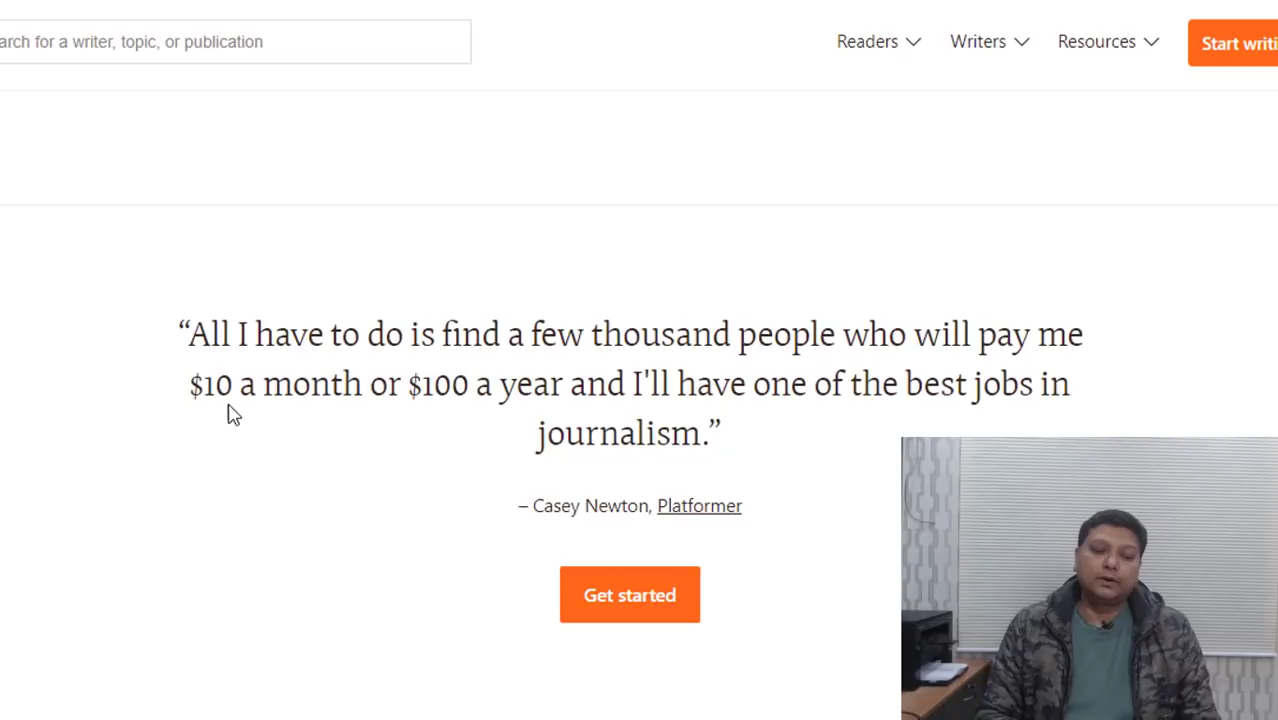 arch for a writer, topic, or publication
Readers Writers Resources Start writi
“All I have to do is find a few thousand people who will pay me
$10 a month or $100 a year and I'll have one of the best jobs in
journalism.”
– Casey Newton, Platformer
Get started